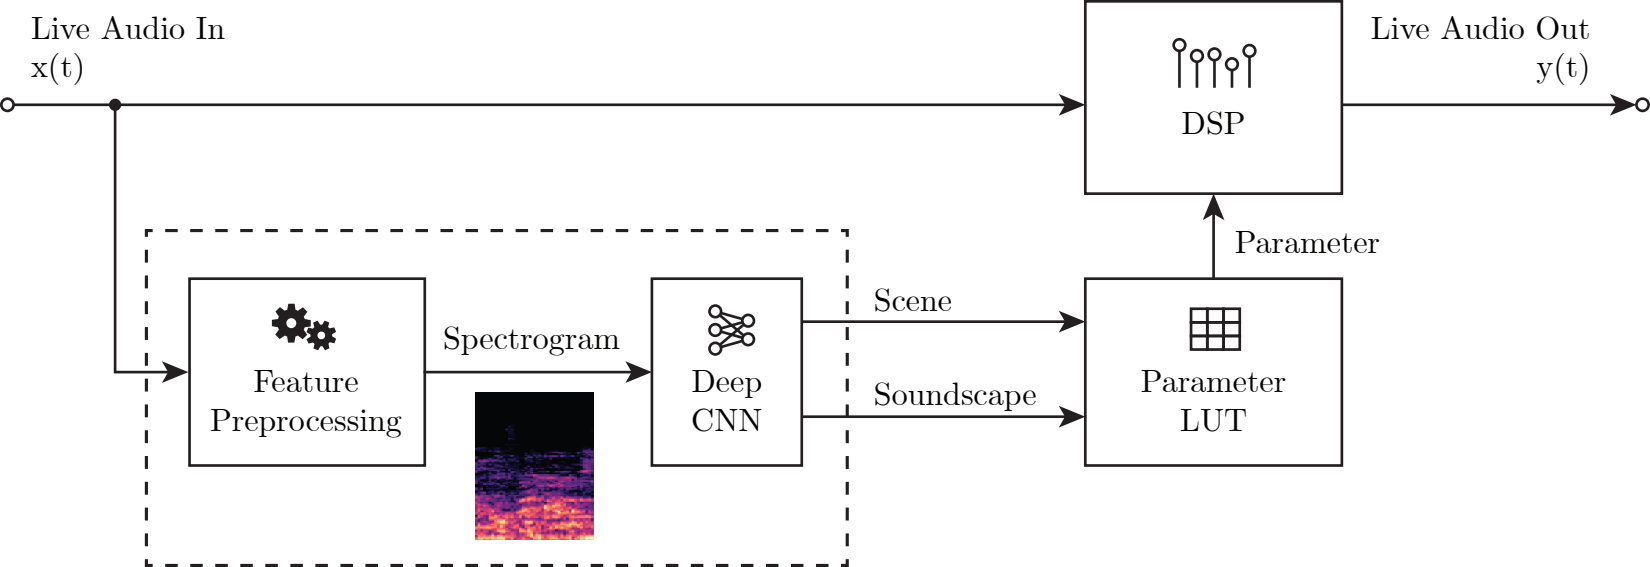 Live Audio In
x(t)
Live Audio Out
y(t)
DSP
Parameter
Feature
Preprocessing
Spectrogram
Deep
CNN
Scene
Soundscape
Parameter
LUT